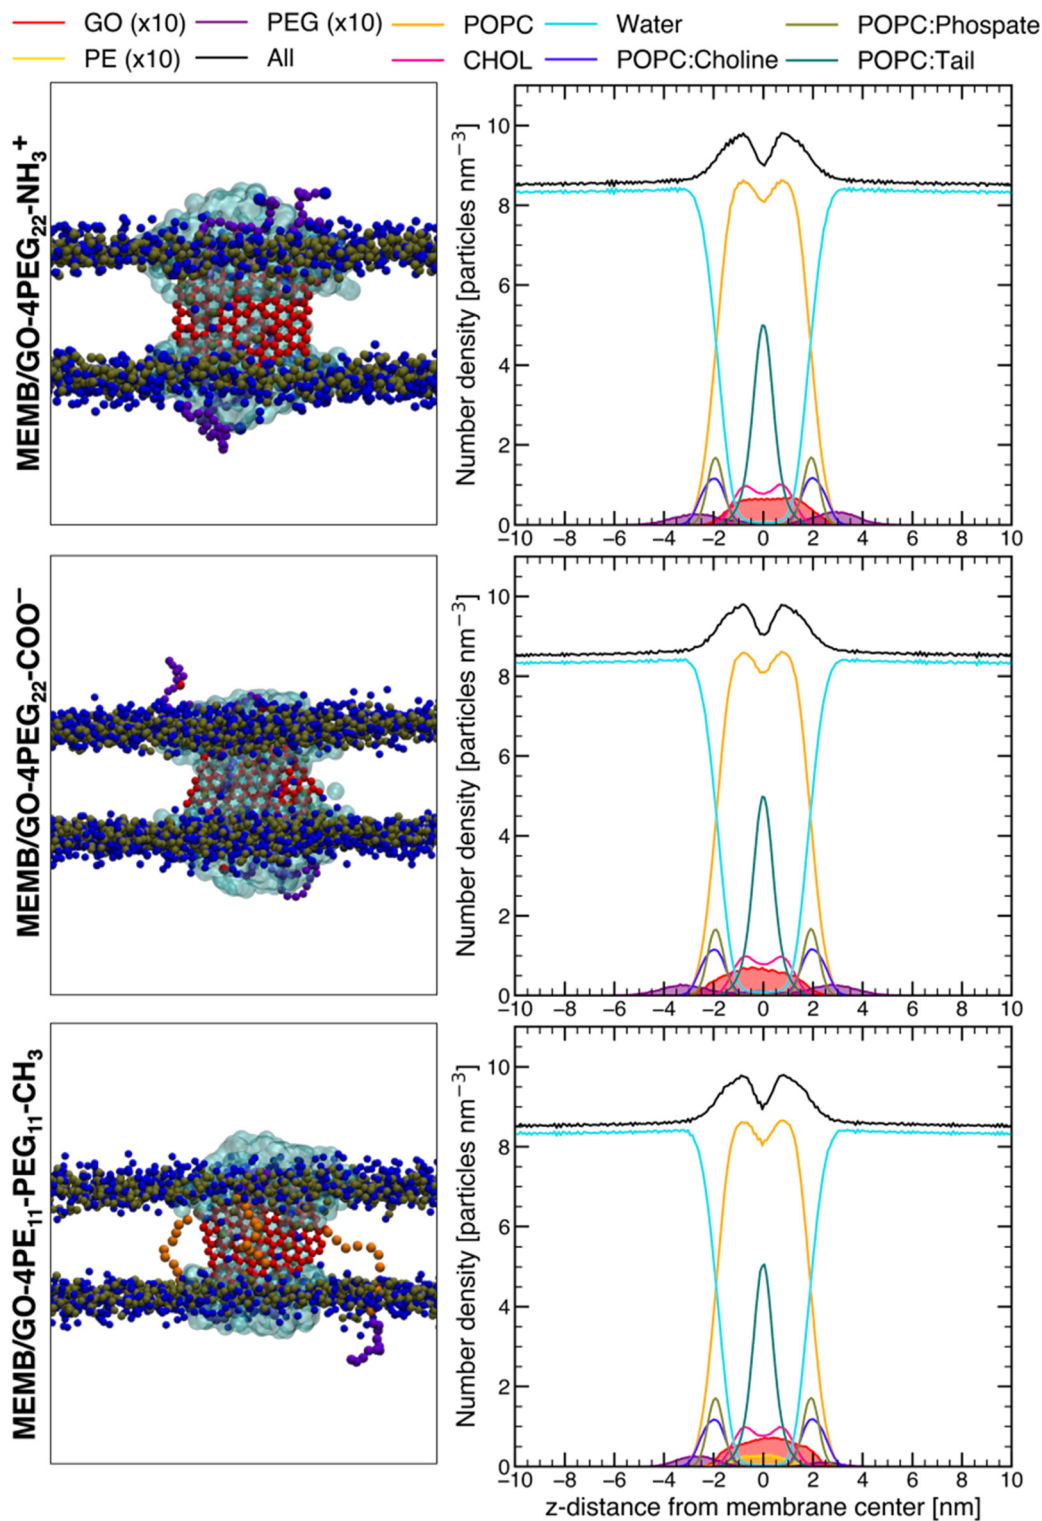 GO (x10) PEG (x10) POPC Water POPC:Phospate
PE (x10) All CHOL POPC:Choline POPC:Tail
MEMB/GO-4PEG22-NH3+
Number density [particles nm−3]
10
8
6
4
2
0
−10 −8 −6 −4 −2 0 2 4 6 8 10
MEMB/GO-4PEG22-COO−
Number density [particles nm−3]
10
8
6
4
2
0
−10 −8 −6 −4 −2 0 2 4 6 8 10
MEMB/GO-4PE11-PEG11-CH3
Number density [particles nm−3]
10
8
6
4
2
0
−10 −8 −6 −4 −2 0 2 4 6 8 10
z-distance from membrane center [nm]